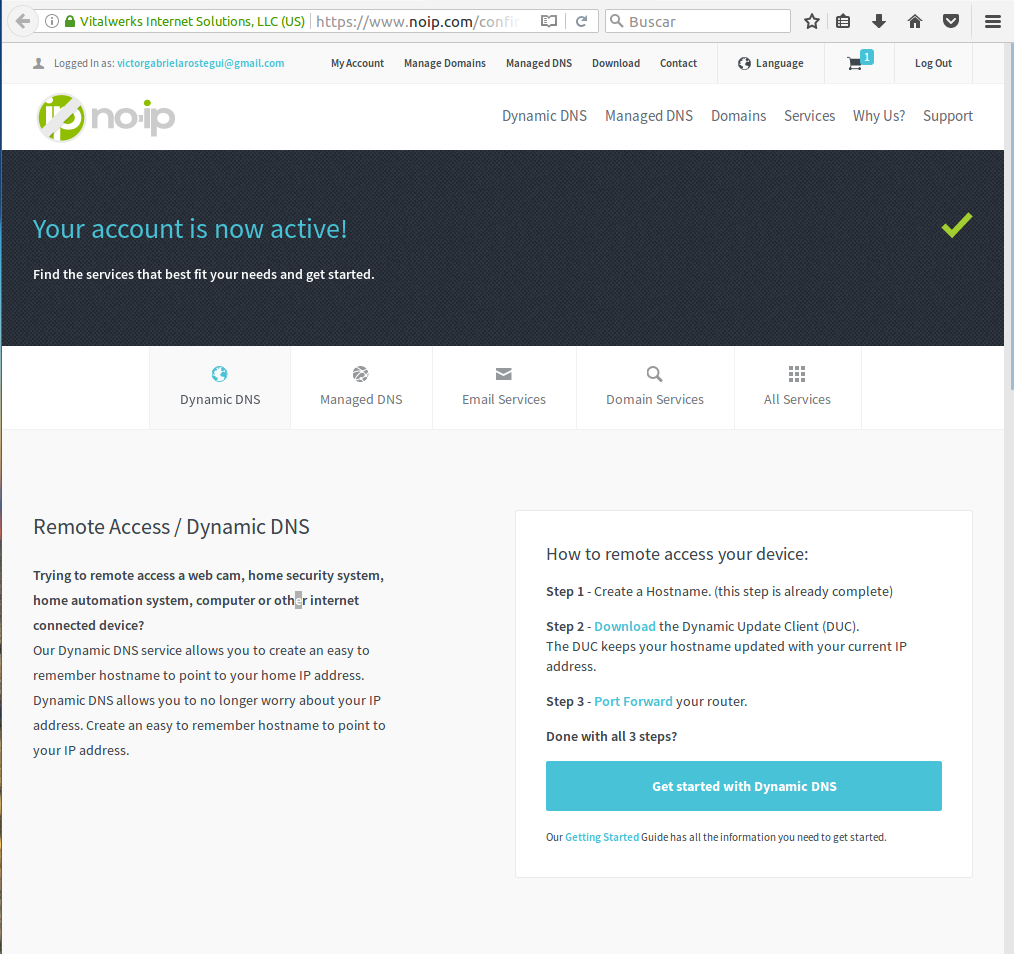 Vitalwerks Internet Solutions, LLC (US) https://www.noip.com/confi Buscar
Logged In as: victorgabrielarostegui@gmail.com My Account Manage Domains Managed DNS Download Contact Language 1 Log Out
no-ip Dynamic DNS Managed DNS Domains Services Why Us? Support
Your account is now active!
Find the services that best fit your needs and get started.
Dynamic DNS Managed DNS Email Services Domain Services All Services
Remote Access / Dynamic DNS
Trying to remote access a web cam, home security system,
home automation system, computer or other internet
connected device?
Our Dynamic DNS service allows you to create an easy to
remember hostname to point to your home IP address.
Dynamic DNS allows you to no longer worry about your IP
address. Create an easy to remember hostname to point to
your IP address.
How to remote access your device:
Step 1 - Create a Hostname. (this step is already complete)
Step 2 - Download the Dynamic Update Client (DUC).
The DUC keeps your hostname updated with your current IP
address.
Step 3 - Port Forward your router.
Done with all 3 steps?
Get started with Dynamic DNS
Our Getting Started Guide has all the information you need to get started.